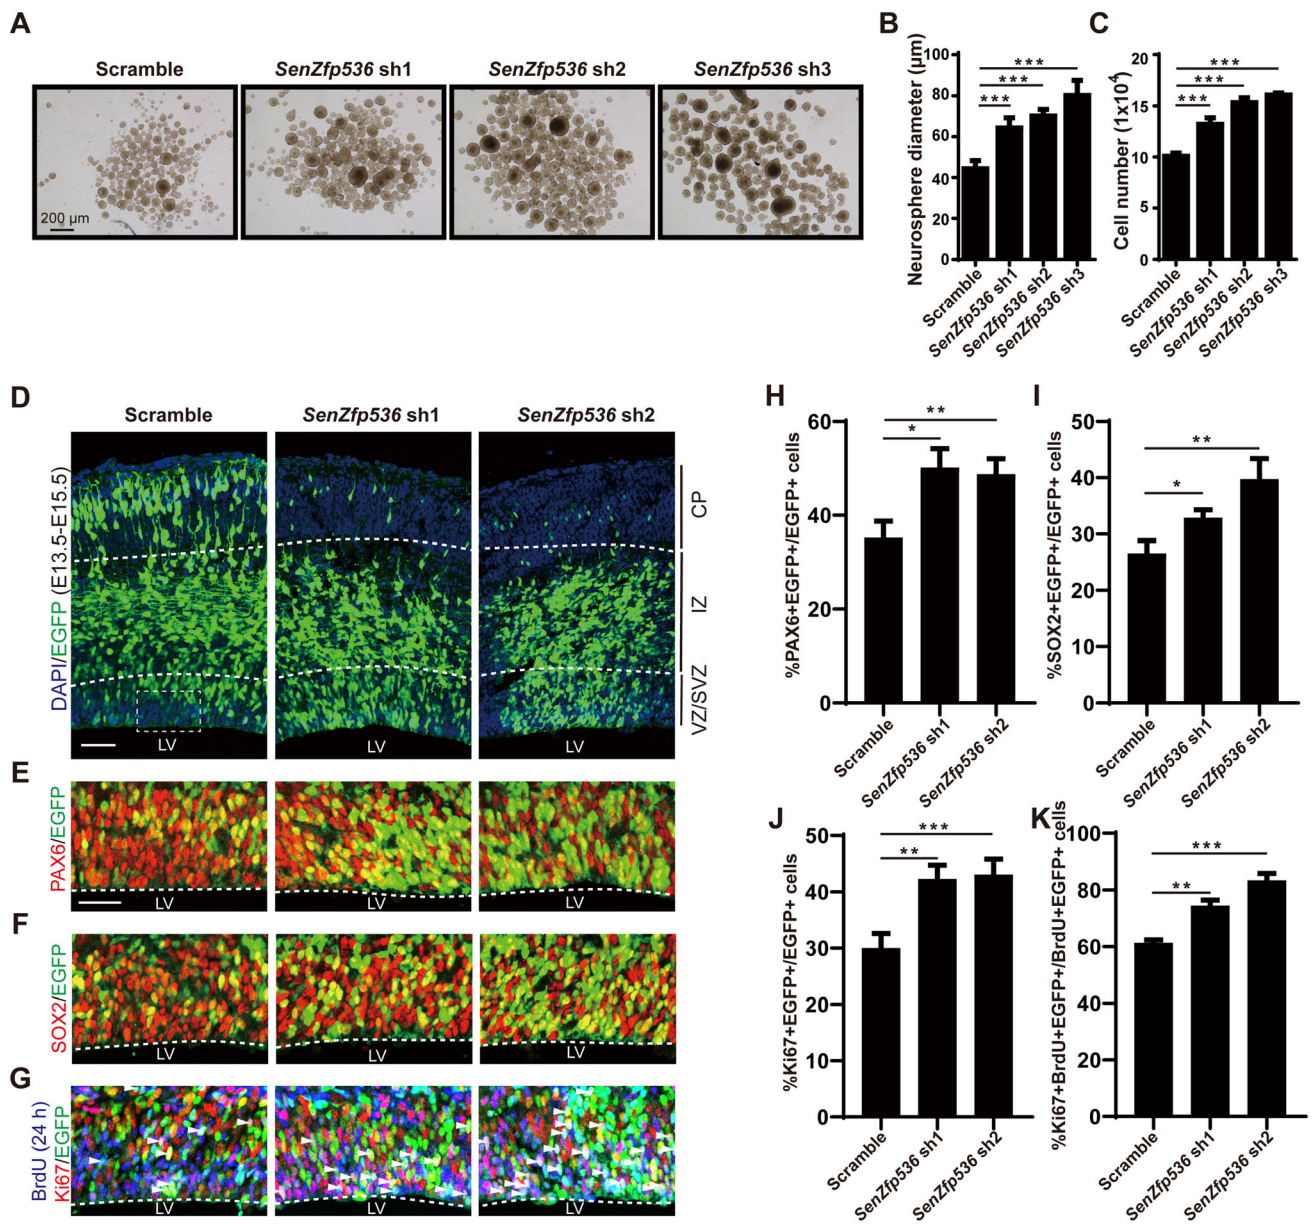 A
Scramble
SenZfp536 sh1
SenZfp536 sh2
SenZfp536 sh3
200 µm
B
Neurosphere diameter (µm)
100
80
60
40
20
0
***
***
***
Scramble
SenZfp536 sh1
SenZfp536 sh2
SenZfp536 sh3
C
Cell number (1x10⁴)
20
15
10
5
0
***
***
***
Scramble
SenZfp536 sh1
SenZfp536 sh2
SenZfp536 sh3
D
Scramble
SenZfp536 sh1
SenZfp536 sh2
DAPI/EGFP (E13.5-E15.5)
CP
IZ
VZ/SVZ
LV
LV
LV
E
PAX6/EGFP
LV
LV
LV
F
SOX2/EGFP
LV
LV
LV
G
BrdU (24 h)
Ki67/EGFP
LV
LV
LV
H
%PAX6+EGFP+/EGFP+ cells
60
40
20
0
**
*
Scramble
SenZfp536 sh1
SenZfp536 sh2
I
%SOX2+EGFP+/EGFP+ cells
50
40
30
20
10
0
**
*
Scramble
SenZfp536 sh1
SenZfp536 sh2
J
%Ki67+EGFP+/EGFP+ cells
50
40
30
20
10
0
***
**
Scramble
SenZfp536 sh1
SenZfp536 sh2
K
%Ki67+BrdU+EGFP+/BrdU+EGFP+ cells
100
80
60
40
20
0
***
**
Scramble
SenZfp536 sh1
SenZfp536 sh2